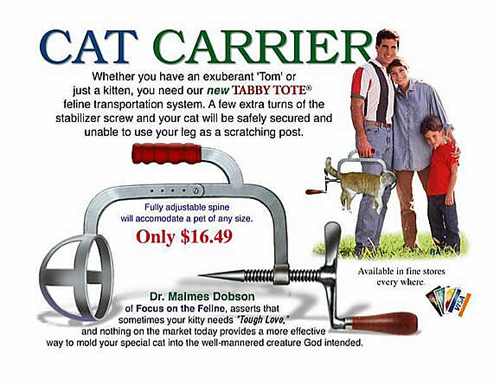 CAT CARRIER
Whether you have an exuberant 'Tom' or
just a kitten, you need our new TABBY TOTE®
feline transportation system. A few extra turns of the
stabilizer screw and your cat will be safely secured and
unable to use your leg as a scratching post.
Fully adjustable spine
will accomodate a pet of any size.
Only $16.49
Available in fine stores
every where.
Dr. Malmes Dobson
of Focus on the Feline, asserts that
sometimes your kitty needs "Tough Love,"
and nothing on the market today provides a more effective
way to mold your special cat into the well-mannered creature God intended.
VISA